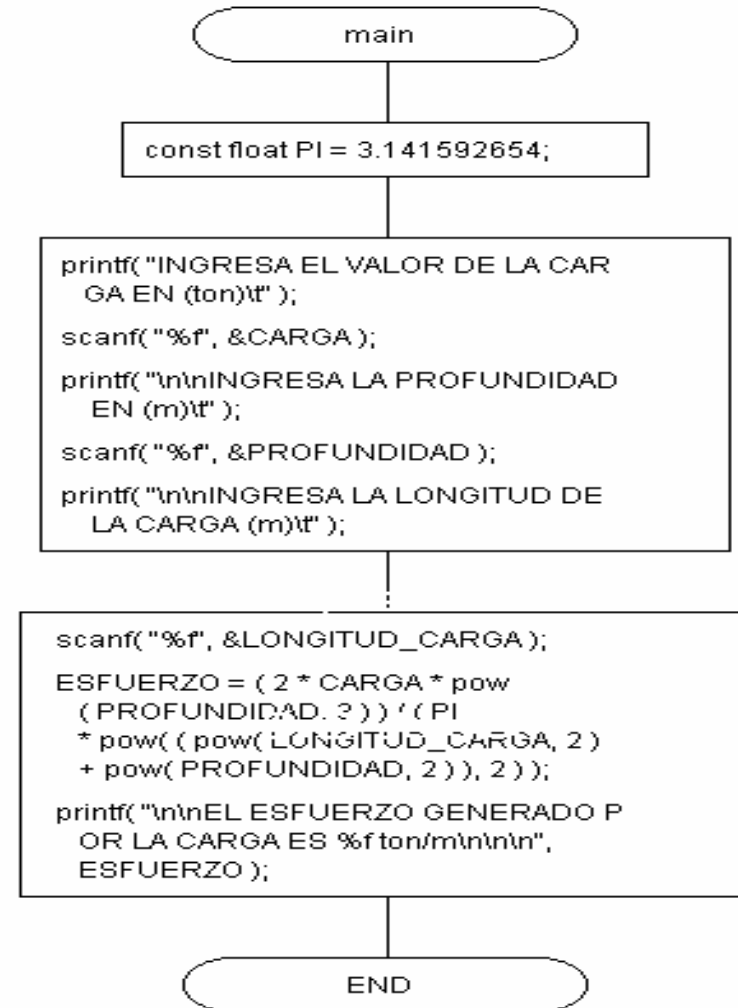 main
const float PI = 3.141592654;
printf( "INGRESA EL VALOR DE LA CAR
GA EN (ton)\t" );
scanf( "%f", &CARGA );
printf( "\n\nINGRESA LA PROFUNDIDAD
EN (m)\t" );
scanf( "%f", &PROFUNDIDAD );
printf( "\n\nINGRESA LA LONGITUD DE
LA CARGA (m)\t" );
scanf( "%f", &LONGITUD_CARGA );
ESFUERZO = ( 2 * CARGA * pow
( PROFUNDIDAD, 3 ) ) / ( PI
* pow( ( pow( LONGITUD_CARGA, 2 )
+ pow( PROFUNDIDAD, 2 ) ), 2 ) );
printf( "\n\nEL ESFUERZO GENERADO P
OR LA CARGA ES %f ton/m\n\n\n",
ESFUERZO );
END